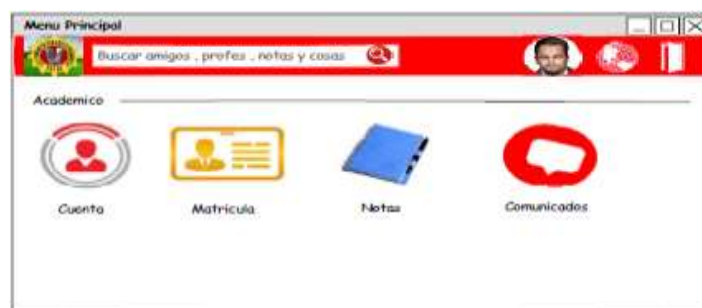 Menu Principal
Buscar amigos , profes , notas y cosas
Academico
Cuenta
Matricula
Notas
Comunicados